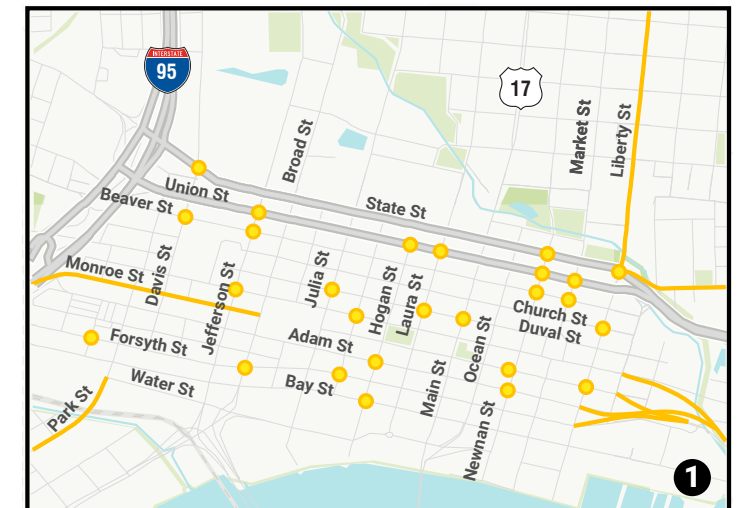 INTERSTATE
95
17
Broad St
Market St
Liberty St
Union St
Beaver St
State St
Monroe St
Davis St
Jefferson St
Julia St
Hogan St
Laura St
Church St
Duval St
Forsyth St
Adam St
Ocean St
Water St
Bay St
Main St
Park St
Newnan St
1